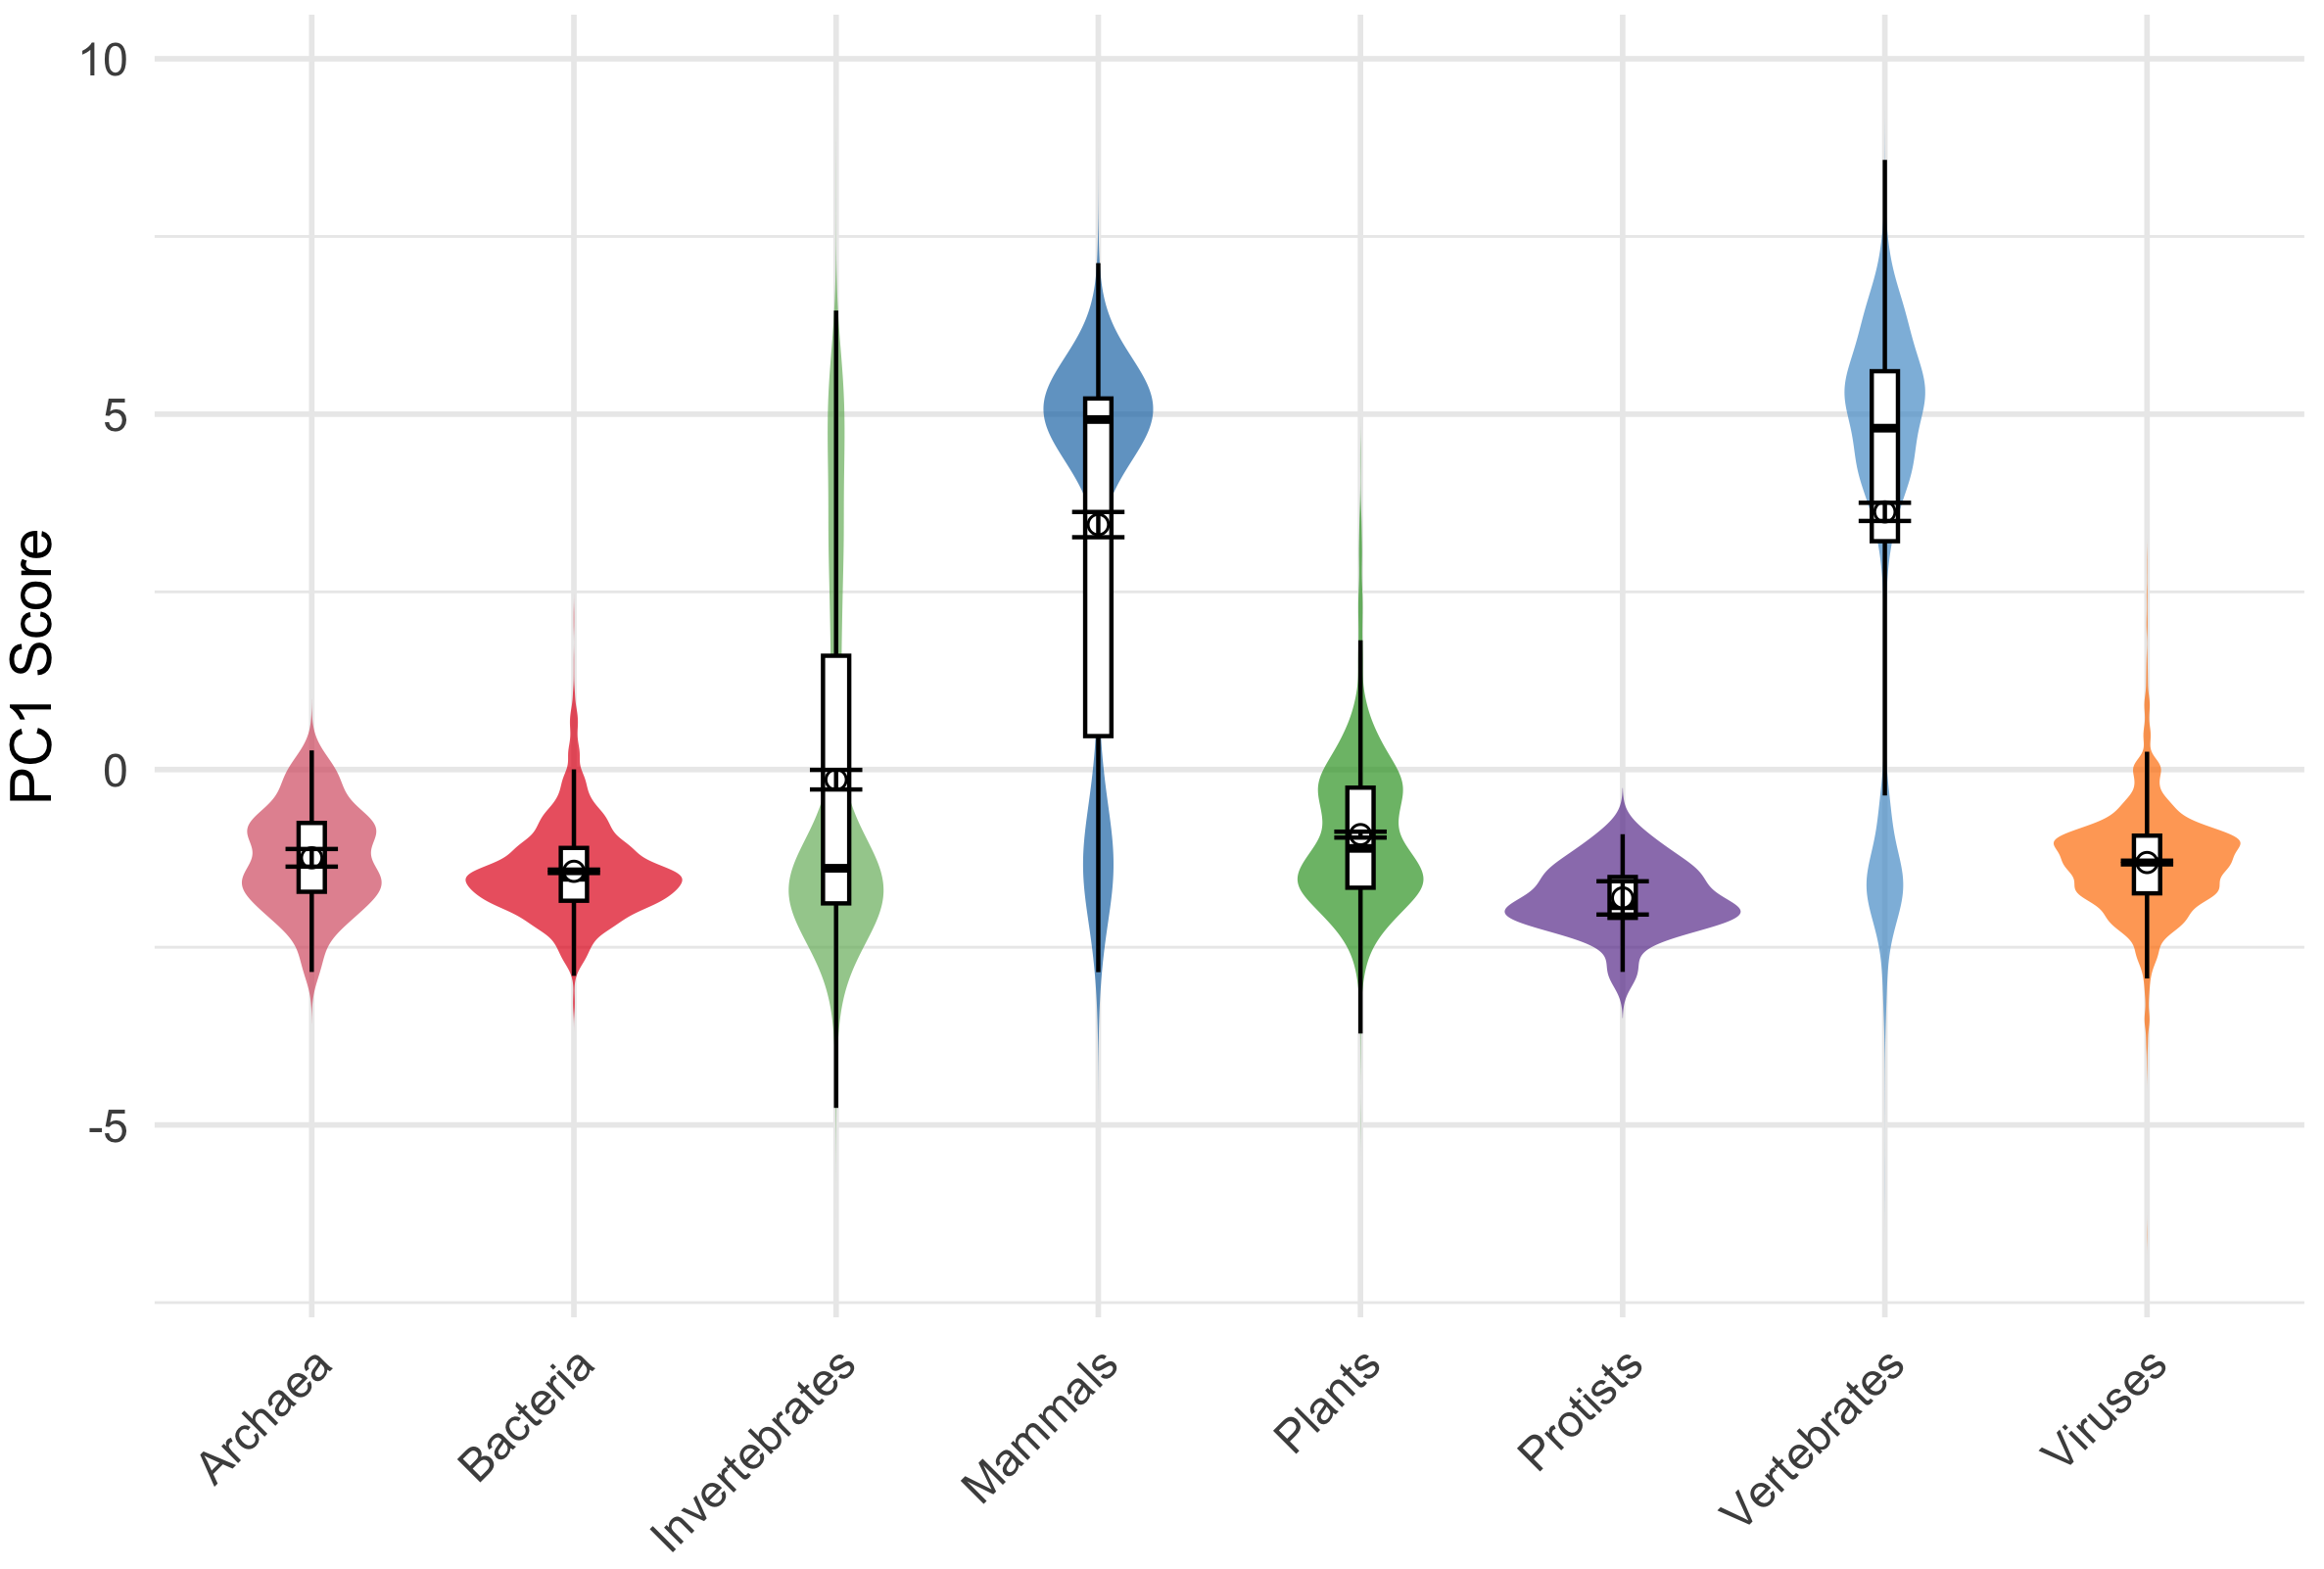 10
5
0
-5
PC1 Score
Archaea
Bacteria
Invertebrates
Mammals
Plants
Protists
Vertebrates
Viruses